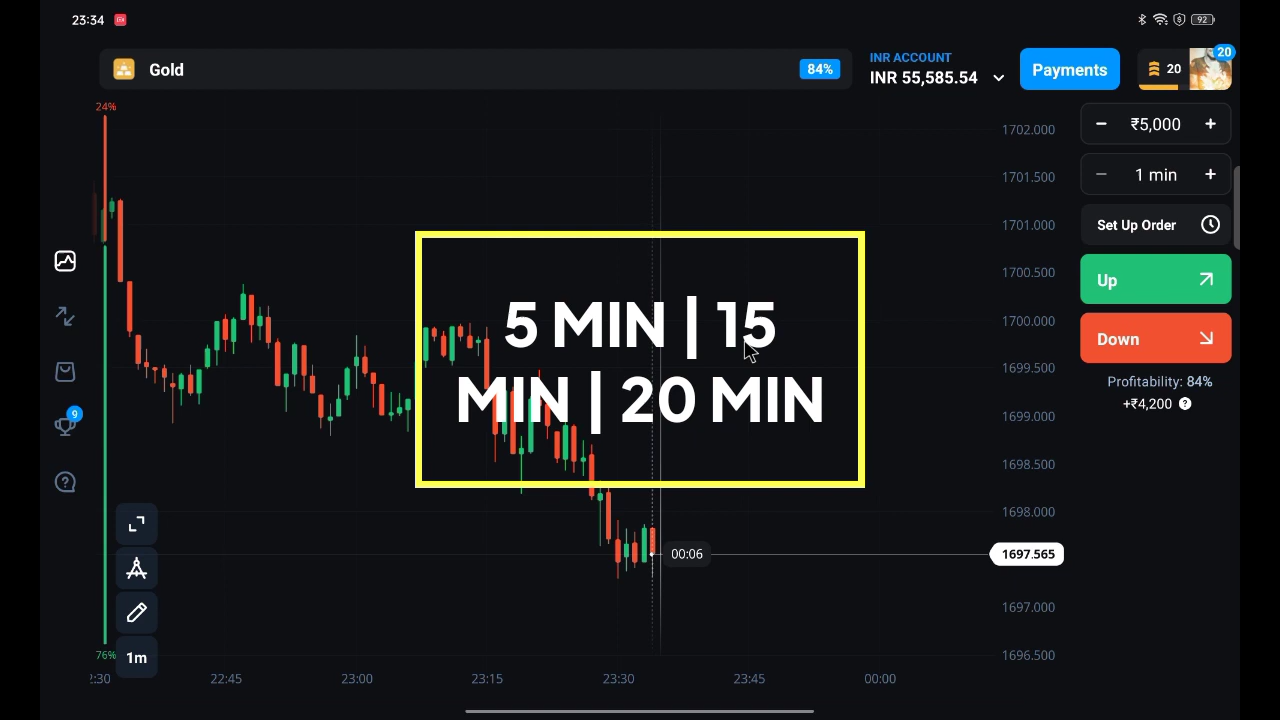 23:34
92
Gold
84%
INR ACCOUNT
INR 55,585.54
Payments
20
20
24%
1702.000
1701.500
1701.000
1700.500
1700.000
1699.500
1699.000
1698.500
1698.000
1697.565
1697.000
1696.500
₹5,000
1 min
Set Up Order
Up
Down
Profitability: 84%
+₹4,200
?
5 MIN | 15
MIN | 20 MIN
9
00:06
1m
76%
:30
22:45
23:00
23:15
23:30
23:45
00:00